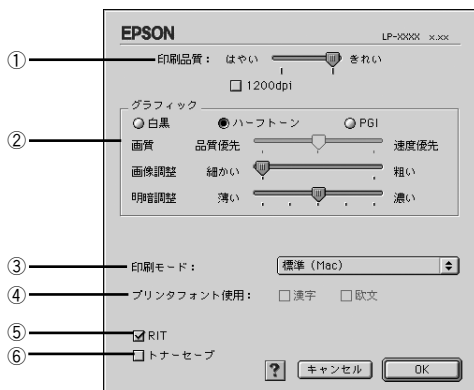 EPSON LP-XXXX x.xx
① 印刷品質： はやい きれい
1200dpi
グラフィック
白黒 ハーフトーン PGI
② 画質 品質優先 速度優先
画像調整 細かい 粗い
明暗調整 薄い 濃い
③ 印刷モード： 標準（Mac）
④ プリンタフォント使用： 漢字 欧文
⑤ RIT
⑥ トナーセーブ
? キャンセル OK